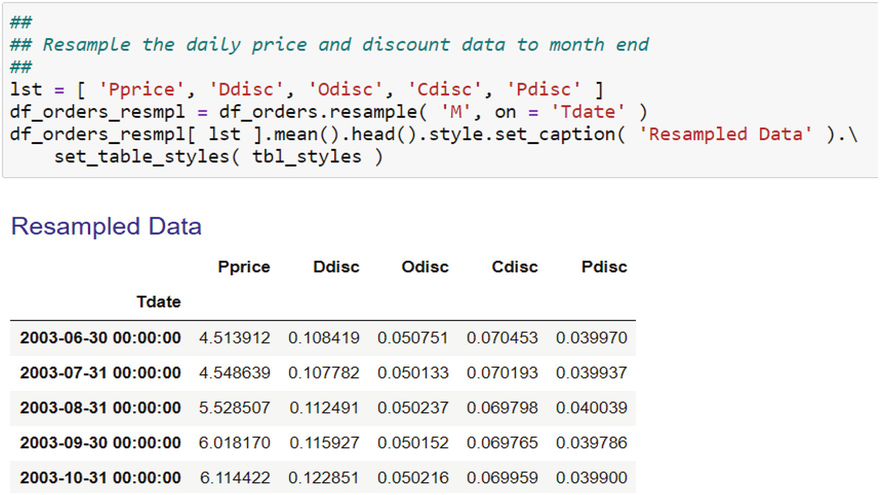 ##
## Resample the daily price and discount data to month end
##
lst = [ 'Pprice', 'Ddisc', 'Odisc', 'Cdisc', 'Pdisc' ]
df_orders_resmpl = df_orders.resample( 'M', on = 'Tdate' )
df_orders_resmpl[ lst ].mean().head().style.set_caption( 'Resampled Data' ).\
    set_table_styles( tbl_styles )
Resampled Data
Pprice Ddisc Odisc Cdisc Pdisc
Tdate
2003-06-30 00:00:00 4.513912 0.108419 0.050751 0.070453 0.039970
2003-07-31 00:00:00 4.548639 0.107782 0.050133 0.070193 0.039937
2003-08-31 00:00:00 5.528507 0.112491 0.050237 0.069798 0.040039
2003-09-30 00:00:00 6.018170 0.115927 0.050152 0.069765 0.039786
2003-10-31 00:00:00 6.114422 0.122851 0.050216 0.069959 0.039900